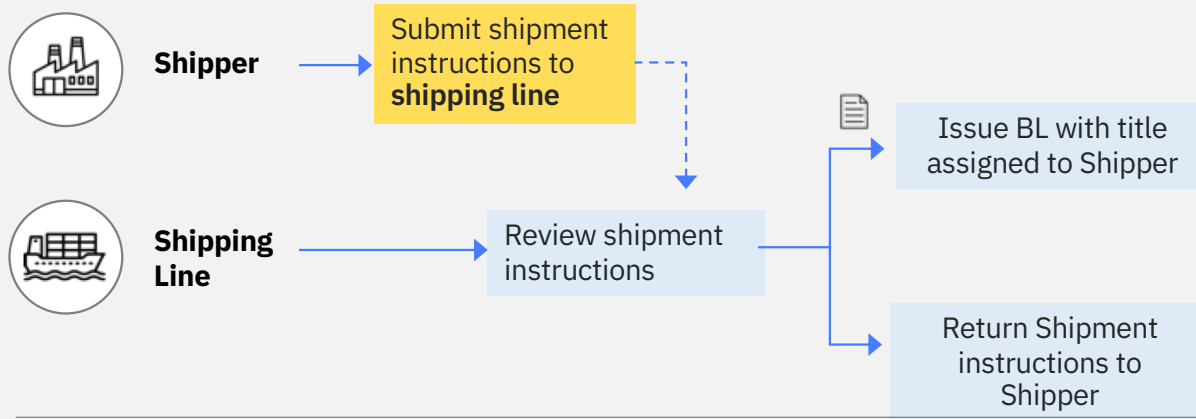 Shipper
Submit shipment
instructions to
shipping line
Issue BL with title
assigned to Shipper
Shipping
Line
Review shipment
instructions
Return Shipment
instructions to
Shipper